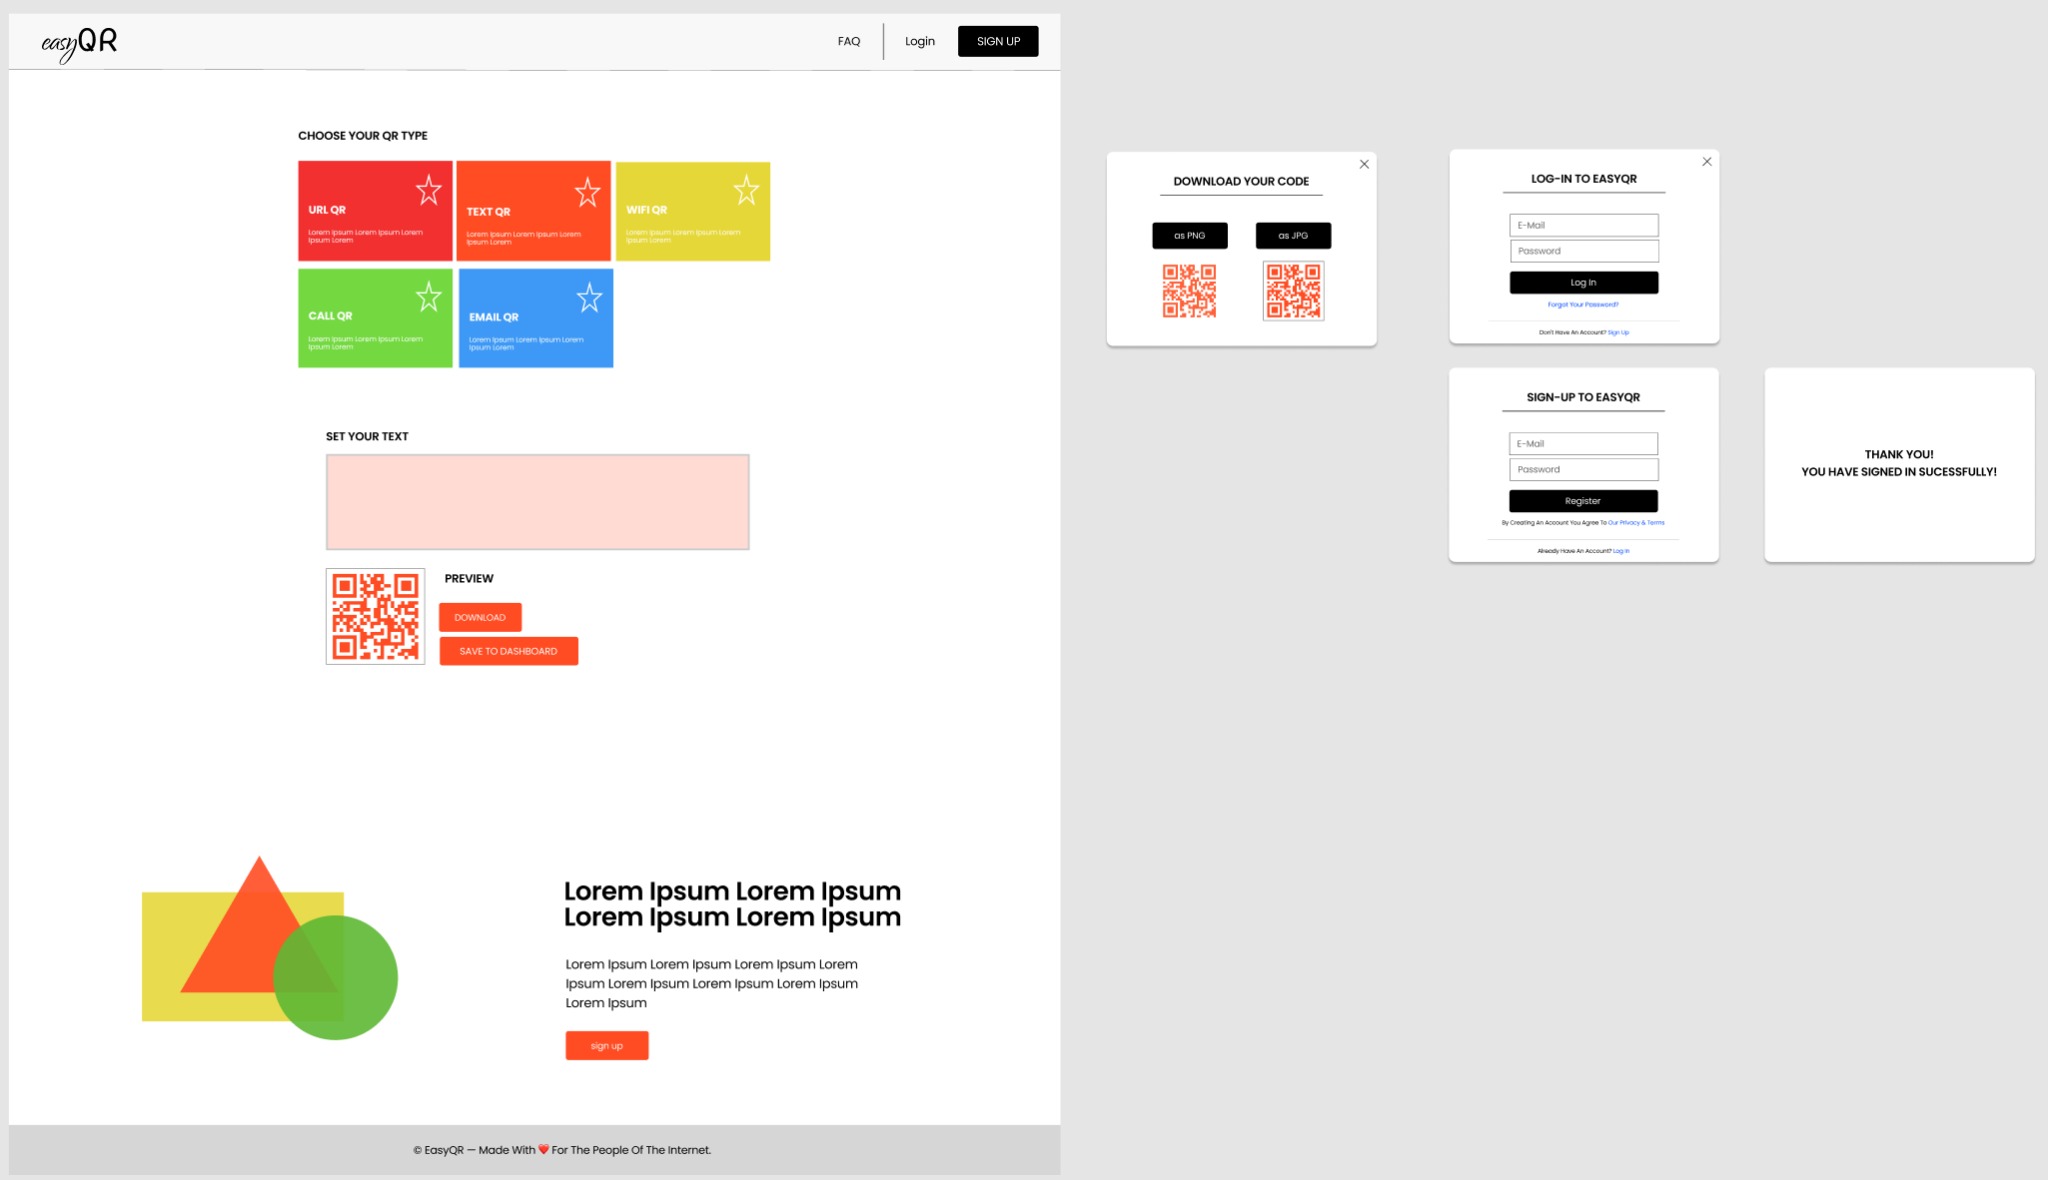 easyQR
FAQ
Login
SIGN UP
CHOOSE YOUR QR TYPE
URL QR
Lorem Ipsum Lorem Ipsum Lorem
Ipsum Lorem
TEXT QR
Lorem Ipsum Lorem Ipsum Lorem
Ipsum Lorem
WIFI QR
Lorem Ipsum Lorem Ipsum Lorem
Ipsum Lorem
CALL QR
Lorem Ipsum Lorem Ipsum Lorem
Ipsum Lorem
EMAIL QR
Lorem Ipsum Lorem Ipsum Lorem
Ipsum Lorem
SET YOUR TEXT
PREVIEW
DOWNLOAD
SAVE TO DASHBOARD
Lorem Ipsum Lorem Ipsum
Lorem Ipsum Lorem Ipsum
Lorem Ipsum Lorem Ipsum Lorem Ipsum Lorem
Ipsum Lorem Ipsum Lorem Ipsum Lorem Ipsum
Lorem Ipsum
sign up
© EasyQR — Made With ❤️ For The People Of The Internet.
DOWNLOAD YOUR CODE
as PNG
as JPG
LOG-IN TO EASYQR
E-Mail
Password
Log In
Forgot Your Password?
Don't Have An Account? Sign Up
SIGN-UP TO EASYQR
E-Mail
Password
Register
By Creating An Account You Agree To Our Privacy & Terms
Already Have An Account? Log In
THANK YOU!
YOU HAVE SIGNED IN SUCESSFULLY!